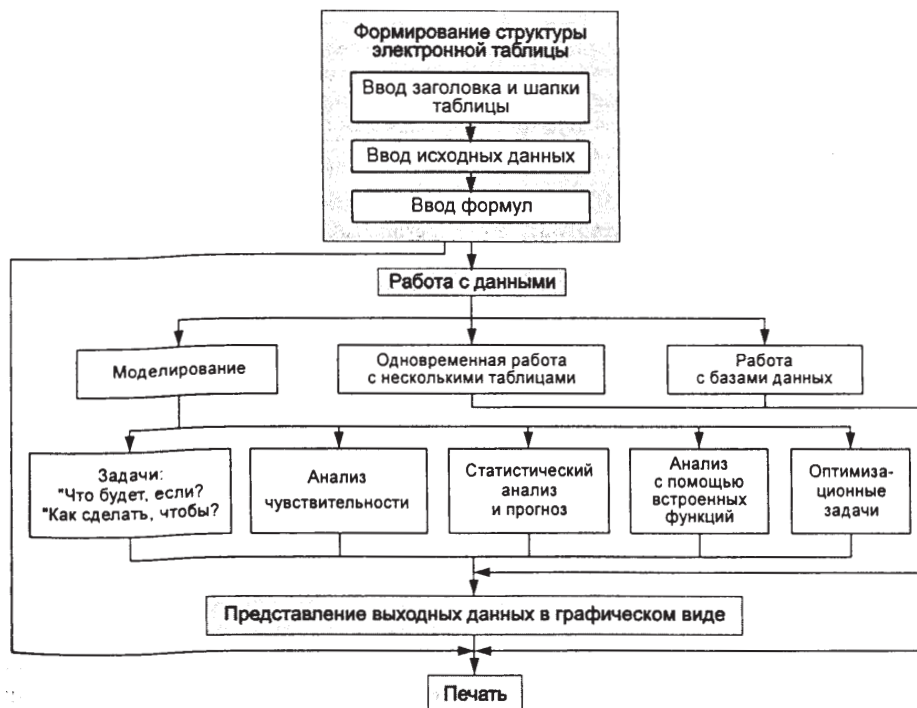 Формирование структуры
электронной таблицы
Ввод заголовка и шапки
таблицы
Ввод исходных данных
Ввод формул
Работа с данными
Моделирование
Одновременная работа
с несколькими таблицами
Работа
с базами данных
Задачи:
"Что будет, если?
"Как сделать, чтобы?
Анализ
чувствительности
Статистический
анализ
и прогноз
Анализ
с помощью
встроенных
функций
Оптимиза-
ционные
задачи
Представление выходных данных в графическом виде
Печать